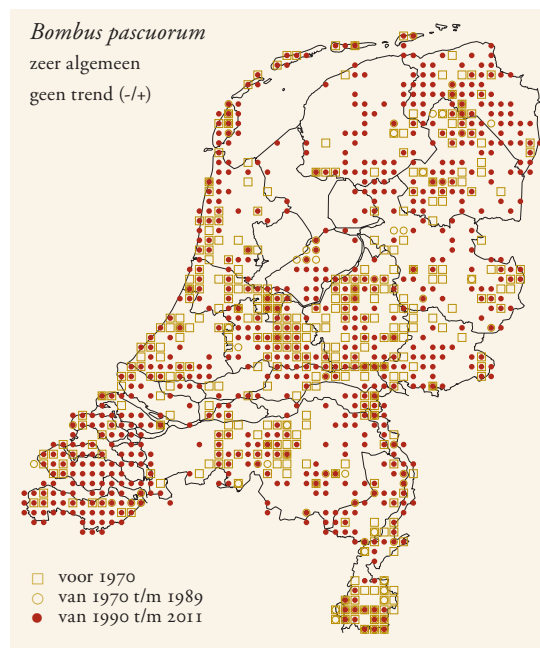 Bombus pascuorum
zeer algemeen
geen trend (-/+)
voor 1970
van 1970 t/m 1989
van 1990 t/m 2011